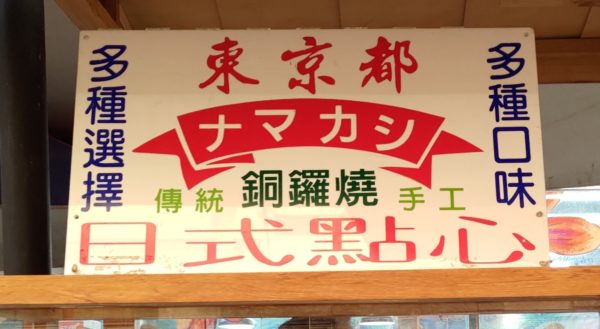 東京都
多種選擇
ナマカシ
多種口味
傳統 銅鑼燒 手工
日式點心